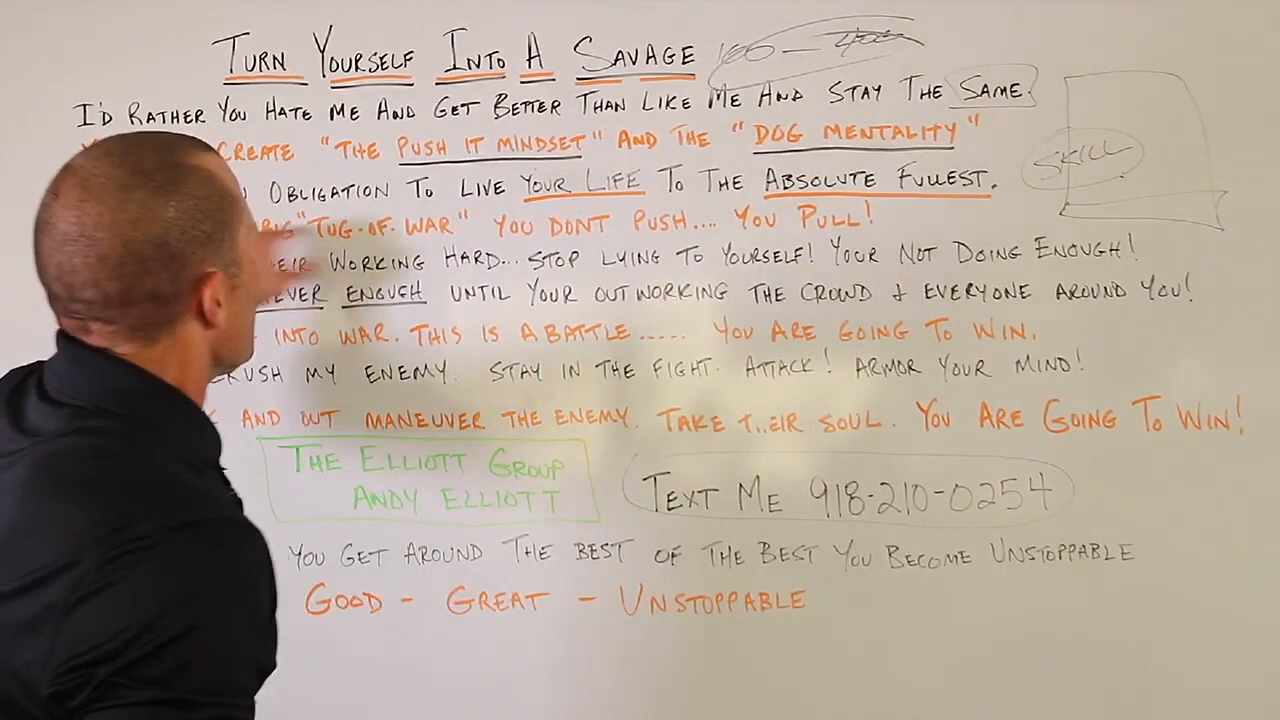 TURN YOURSELF INTO A SAVAGE 100 - 400
I'D RATHER YOU HATE ME AND GET BETTER THAN LIKE ME AND STAY THE SAME.
CREATE "THE PUSH IT MINDSET" AND THE "DOG MENTALITY"
OBLIGATION TO LIVE YOUR LIFE TO THE ABSOLUTE FULLEST.
SKILL
BIG "TUG-OF-WAR" YOU DONT PUSH.... YOU PULL!
EIR WORKING HARD... STOP LYING TO YOURSELF! YOUR NOT DOING ENOUGH!
EVER ENOUGH UNTIL YOUR OUTWORKING THE CROWD & EVERYONE AROUND YOU!
INTO WAR. THIS IS A BATTLE..... YOU ARE GOING TO WIN.
CRUSH MY ENEMY. STAY IN THE FIGHT. ATTACK! ARMOR YOUR MIND!
AND OUT MANEUVER THE ENEMY. TAKE T..EIR SOUL. YOU ARE GOING TO WIN!
THE ELLIOTT GROUP
ANDY ELLIOTT
TEXT ME 918-210-0254
YOU GET AROUND THE BEST OF THE BEST YOU BECOME UNSTOPPABLE
GOOD - GREAT - UNSTOPPABLE